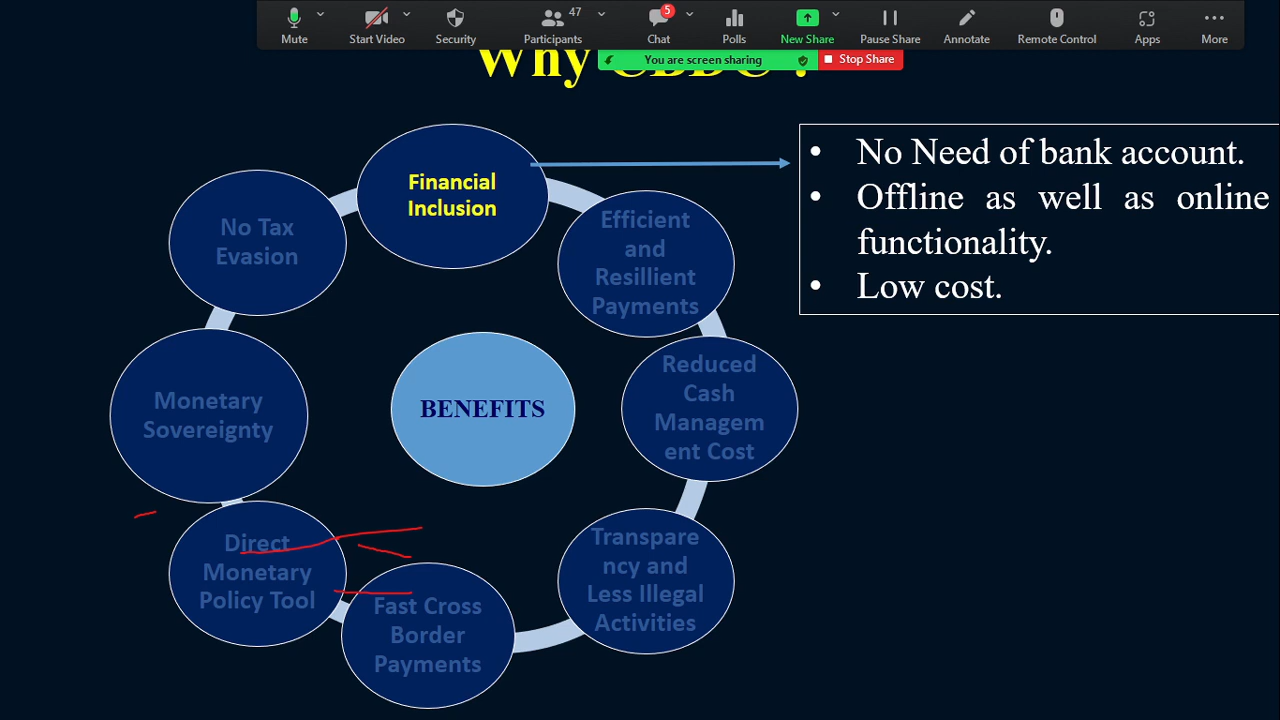 Mute
Start Video
Security
Participants
47
Chat
5
Polls
New Share
Pause Share
Annotate
Remote Control
Apps
More
You are screen sharing
Stop Share
Why
Financial
Inclusion
No Need of bank account.
Offline as well as online
functionality.
Low cost.
Efficient
and
Resillient
Payments
Reduced
Cash
Managem
ent Cost
Transpare
ncy and
Less Illegal
Activities
Fast Cross
Border
Payments
Direct
Monetary
Policy Tool
Monetary
Sovereignty
No Tax
Evasion
BENEFITS